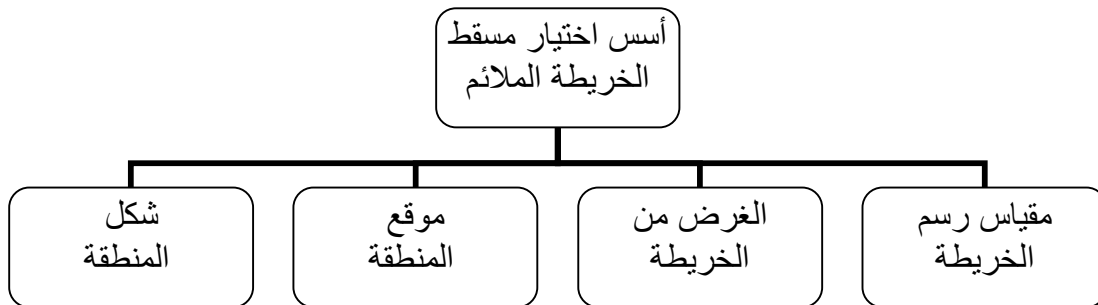 أسس اختيار مسقط
الخريطة الملائم
مقياس رسم
الخريطة
الغرض من
الخريطة
موقع
المنطقة
شكل
المنطقة